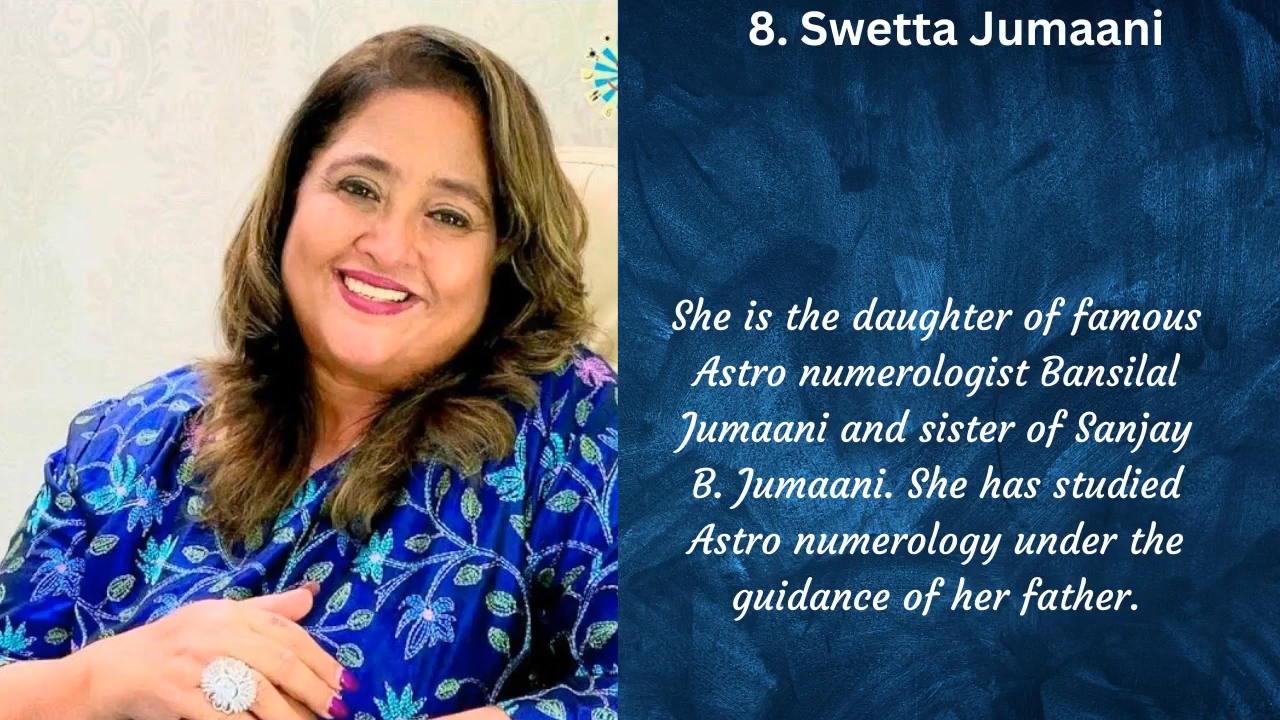 8. Swetta Jumaani
She is the daughter of famous
Astro numerologist Bansilal
Jumaani and sister of Sanjay
B. Jumaani. She has studied
Astro numerology under the
guidance of her father.